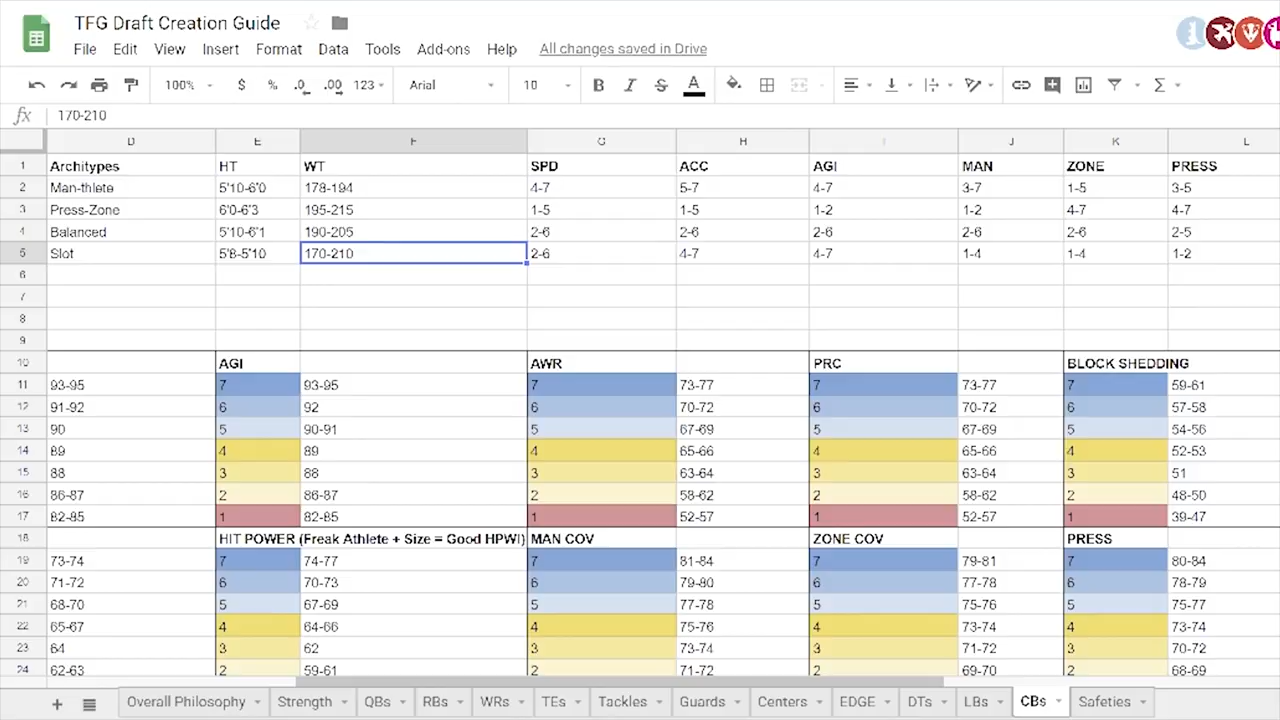 TFG Draft Creation Guide
File Edit View Insert Format Data Tools Add-ons Help All changes saved in Drive
100% $ % .0 .00 123 Arial 10 B I S A
fx 170-210
D E F G H I J K L
1 Architypes HT WT SPD ACC AGI MAN ZONE PRESS
2 Man-thlete 5'10-6'0 178-194 4-7 5-7 4-7 3-7 1-5 3-5
3 Press-Zone 6'0-6'3 195-215 1-5 1-5 1-2 1-2 4-7 4-7
4 Balanced 5'10-6'1 190-205 2-6 2-6 2-6 2-6 2-6 2-5
5 Slot 5'8-5'10 170-210 2-6 4-7 4-7 1-4 1-4 1-2
6
7
8
9
10 AGI AWR PRC BLOCK SHEDDING
11 93-95 7 93-95 7 73-77 7 73-77 7 59-61
12 91-92 6 92 6 70-72 6 70-72 6 57-58
13 90 5 90-91 5 67-69 5 67-69 5 54-56
14 89 4 89 4 65-66 4 65-66 4 52-53
15 88 3 88 3 63-64 3 63-64 3 51
16 86-87 2 86-87 2 58-62 2 58-62 2 48-50
17 82-85 1 82-85 1 52-57 1 52-57 1 39-47
18 HIT POWER (Freak Athlete + Size = Good HPWI) MAN COV ZONE COV PRESS
19 73-74 7 74-77 7 81-84 7 79-81 7 80-84
20 71-72 6 70-73 6 79-80 6 77-78 6 78-79
21 68-70 5 67-69 5 77-78 5 75-76 5 75-77
22 65-67 4 64-66 4 75-76 4 73-74 4 73-74
23 64 3 62 3 73-74 3 71-72 3 70-72
24 62-63 2 59-61 2 71-72 2 69-70 2 68-69
Overall Philosophy Strength QBs RBs WRs TEs Tackles Guards Centers EDGE DTs LBs CBs Safeties